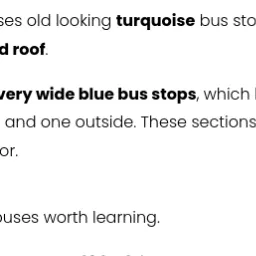 ses old looking turquoise bus sto
d roof.
very wide blue bus stops, which
and one outside. These sections
or.
ouses worth learning.